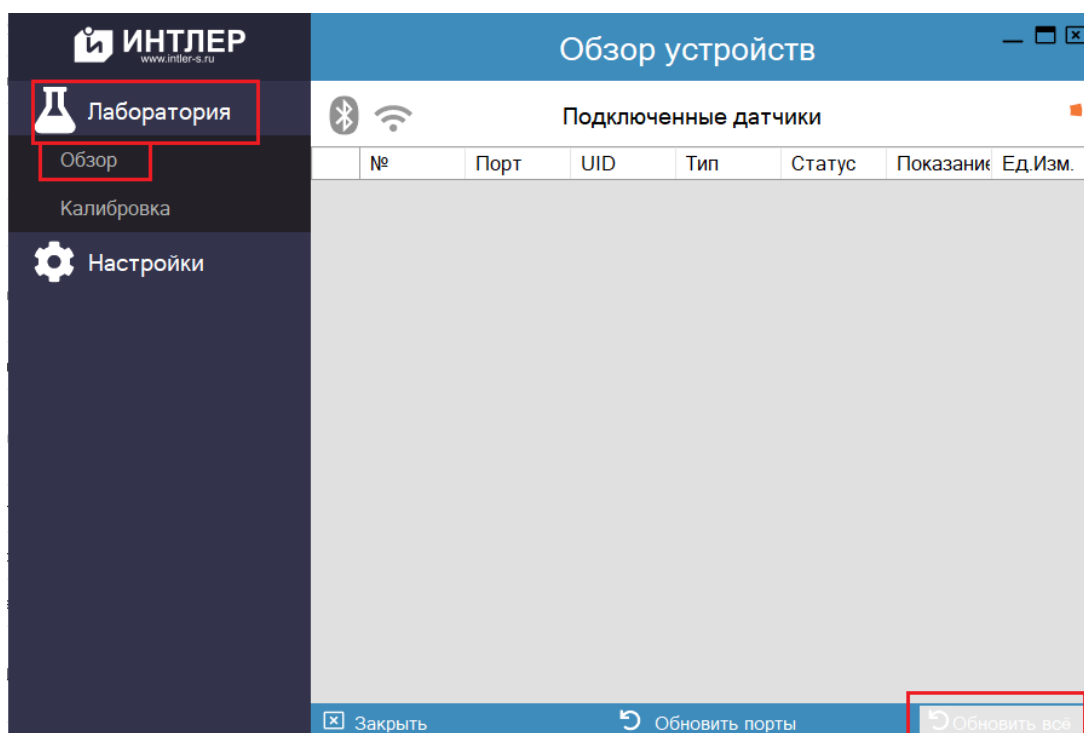 ИНТЛЕР
www.intler-s.ru
Обзор устройств
Лаборатория
Подключенные датчики
Обзор
№ Порт UID Тип Статус Показание Ед.Изм.
Калибровка
Настройки
Закрыть Обновить порты Обновить всё